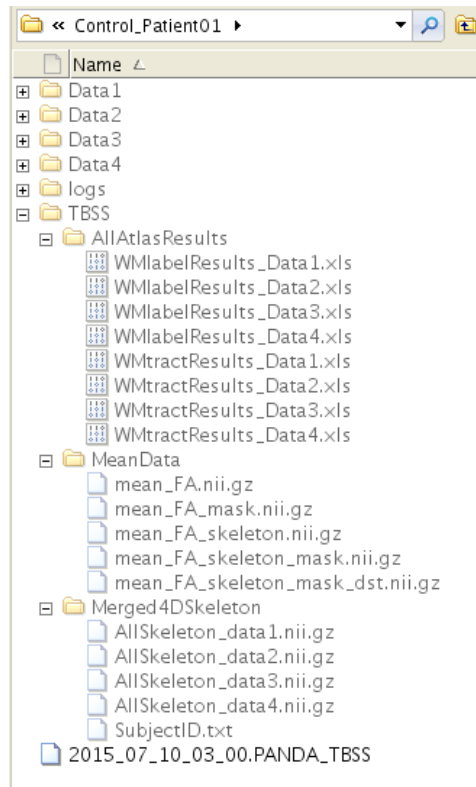 « Control_Patient01
Name
Data1
Data2
Data3
Data4
logs
TBSS
AllAtlasResults
WMlabelResults_Data1.xls
WMlabelResults_Data2.xls
WMlabelResults_Data3.xls
WMlabelResults_Data4.xls
WMtractResults_Data1.xls
WMtractResults_Data2.xls
WMtractResults_Data3.xls
WMtractResults_Data4.xls
MeanData
mean_FA.nii.gz
mean_FA_mask.nii.gz
mean_FA_skeleton.nii.gz
mean_FA_skeleton_mask.nii.gz
mean_FA_skeleton_mask_dst.nii.gz
Merged4DSkeleton
AllSkeleton_data1.nii.gz
AllSkeleton_data2.nii.gz
AllSkeleton_data3.nii.gz
AllSkeleton_data4.nii.gz
SubjectID.txt
2015_07_10_03_00.PANDA_TBSS